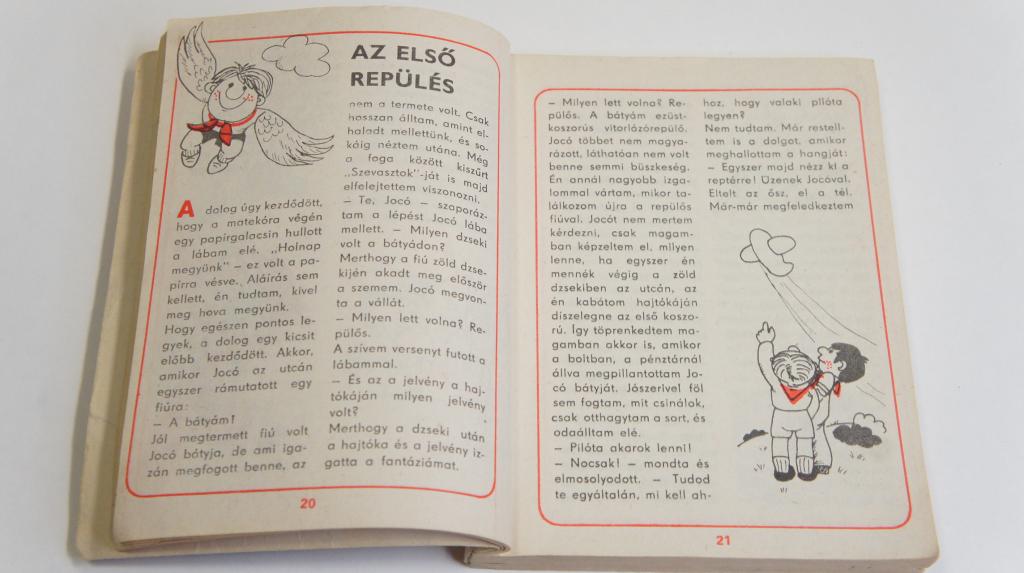 AZ ELSŐ
REPÜLÉS
A dolog úgy kezdődött,
hogy a matekóra végén
egy papírgalacsin hullott
a lábam elé. „Holnap
megyünk" – ez volt a pa-
pírra vésve. Aláírás sem
kellett, én tudtam, kivel
meg hova megyünk.
Hogy egészen pontos le-
gyek, a dolog egy kicsit
előbb kezdődött. Akkor,
amikor Jocó az utcán
egyszer rámutatott egy
fiúra:
– A bátyám!
Jól megtermett fiú volt
Jocó bátyja, de ami iga-
zán megfogott benne, az
nem a termete volt. Csak
hosszan álltam, amint el-
haladt mellettünk, és so-
káig néztem utána. Még
a foga között kiszűrt
„Szevasztok"-ját is majd
elfelejtettem viszonozni.
– Te, Jocó – szaporáz-
tam a lépést Jocó lába
mellett. – Milyen dzseki
volt a bátyádon?
Merthogy a fiú zöld dzse-
kijén akadt meg először
a szemem. Jocó megvon-
ta a vállát.
– Milyen lett volna? Re-
pülős.
A szívem versenyt futott a
lábammal.
– És az a jelvény a haj-
tókáján milyen jelvény
volt?
Merthogy a dzseki után
a hajtóka és a jelvény iz-
gatta a fantáziámat.
20
– Milyen lett volna? Re-
pülős. A bátyám ezüst-
koszorús vitorlázórepülő.
Jocó többet nem magya-
rázott, láthatóan nem volt
benne semmi büszkeség.
Én annál nagyobb izga-
lommal vártam, mikor ta-
lálkozom újra a repülős
fiúval. Jocót nem mertem
kérdezni, csak magam-
ban képzeltem el, milyen
lenne, ha egyszer én
mennék végig a zöld
dzsekiben az utcán, az
én kabátom hajtókáján
díszelegne az első koszo-
rú. Így töprenkedtem ma-
gamban akkor is, amikor
a boltban, a pénztárnál
állva megpillantottam Jo-
có bátyját. Jószerivel föl
sem fogtam, mit csinálok,
csak otthagytam a sort, és
odaálltam elé.
– Pilóta akarok lenni!
– Nocsak! – mondta és
elmosolyodott. – Tudod
te egyáltalán, mi kell ah-
hoz, hogy valaki pilóta
legyen?
Nem tudtam. Már restell-
tem is a dolgot, amikor
meghallottam a hangját:
– Egyszer majd nézz ki a
reptérre! Üzenek Jocóval.
Eltelt az ősz, el a tél.
Már-már megfeledkeztem
21